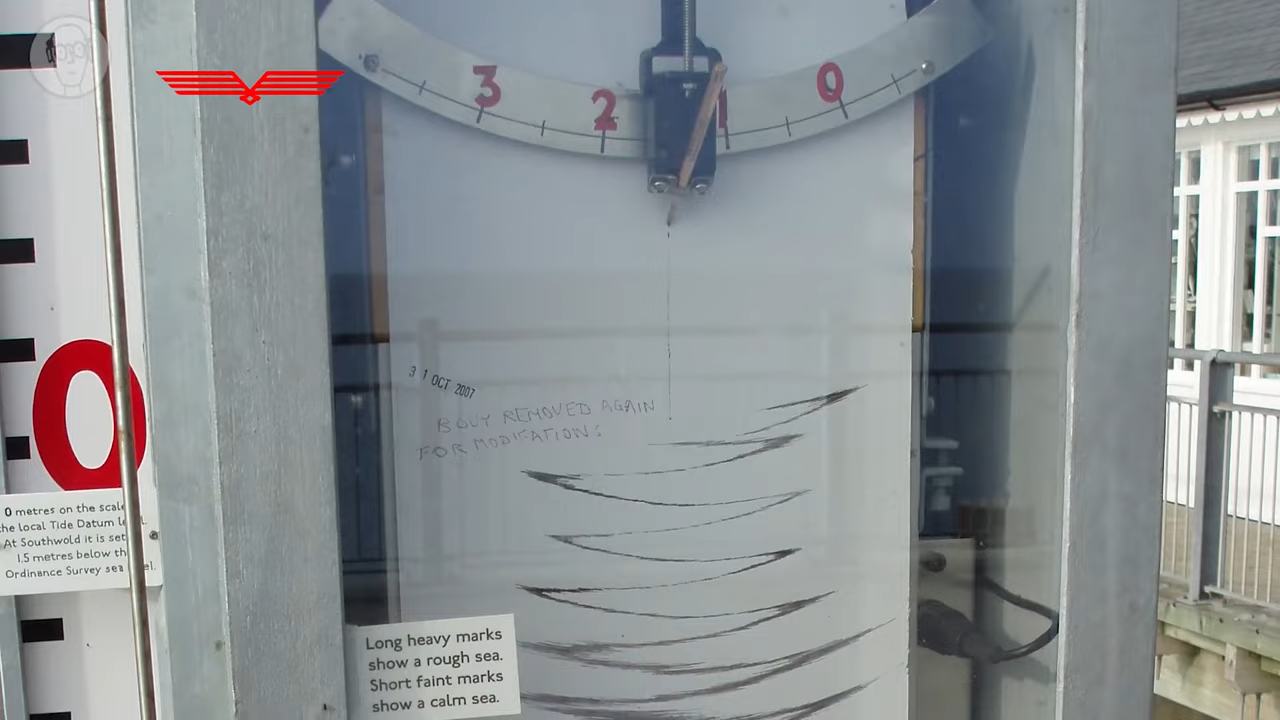 3 2 1 0
31 OCT 2007
BOUY REMOVED AGAIN
FOR MODIFATIONS
0
0 metres on the scale
the local Tide Datum
At Southwold it is set
1.5 metres below th
Ordinance Survey sea
Long heavy marks
show a rough sea.
Short faint marks
show a calm sea.